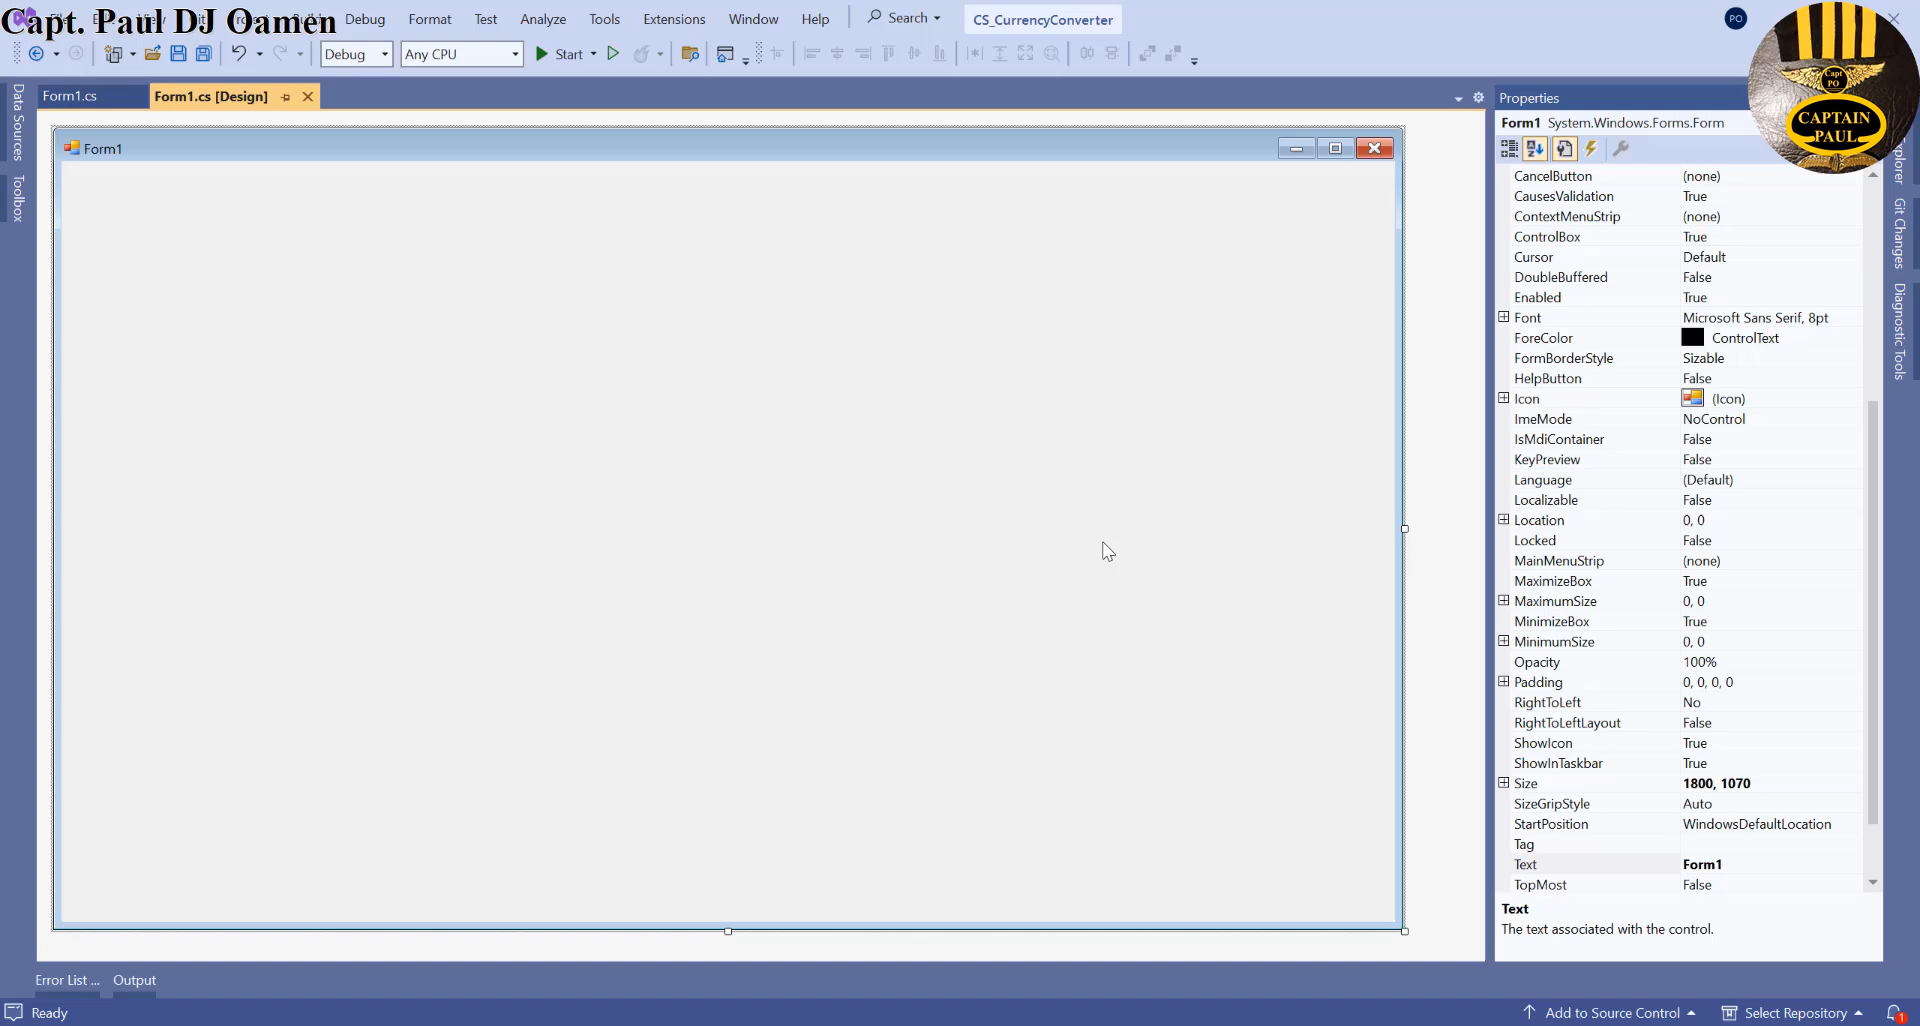 Capt. Paul DJ Oamen
Debug Format Test Analyze Tools Extensions Window Help Search CS_CurrencyConverter PO
Debug Any CPU Start
Form1.cs Form1.cs [Design]
Data Sources
Toolbox
Form1
Properties
Form1 System.Windows.Forms.Form
Capt
PO
CAPTAIN
PAUL
CancelButton (none)
CausesValidation True
ContextMenuStrip (none)
ControlBox True
Cursor Default
DoubleBuffered False
Enabled True
Font Microsoft Sans Serif, 8pt
ForeColor ControlText
FormBorderStyle Sizable
HelpButton False
Icon (Icon)
ImeMode NoControl
IsMdiContainer False
KeyPreview False
Language (Default)
Localizable False
Location 0, 0
Locked False
MainMenuStrip (none)
MaximizeBox True
MaximumSize 0, 0
MinimizeBox True
MinimumSize 0, 0
Opacity 100%
Padding 0, 0, 0, 0
RightToLeft No
RightToLeftLayout False
ShowIcon True
ShowInTaskbar True
Size 1800, 1070
SizeGripStyle Auto
StartPosition WindowsDefaultLocation
Tag
Text Form1
TopMost False
Text
The text associated with the control.
Git Changes
Diagnostic Tools
Error List ... Output
Ready
Add to Source Control Select Repository 1